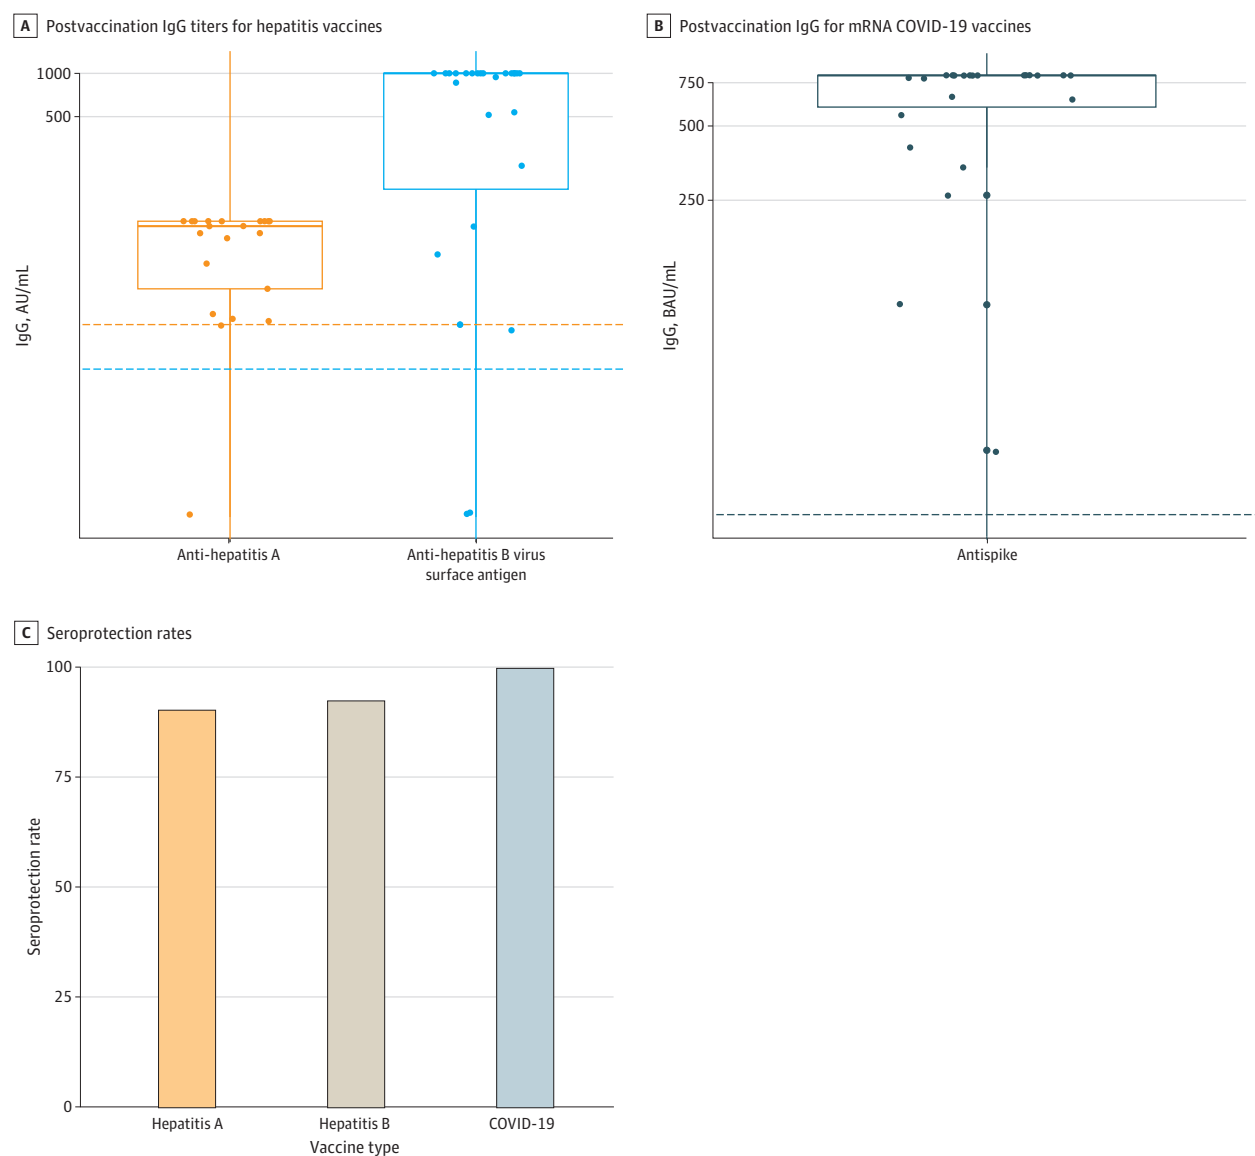 A Postvaccination IgG titers for hepatitis vaccines
1000
500
IgG, AU/mL
Anti-hepatitis A
Anti-hepatitis B virus
surface antigen
B Postvaccination IgG for mRNA COVID-19 vaccines
750
500
250
IgG, BAU/mL
Antispike
C Seroprotection rates
100
75
50
25
0
Seroprotection rate
Hepatitis A
Hepatitis B
COVID-19
Vaccine type